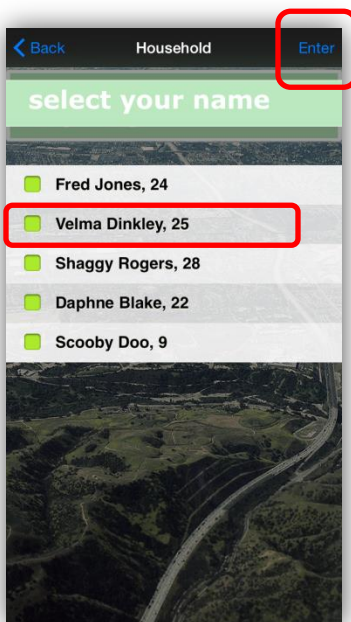 Back Household Enter
select your name
Fred Jones, 24
Velma Dinkley, 25
Shaggy Rogers, 28
Daphne Blake, 22
Scooby Doo, 9